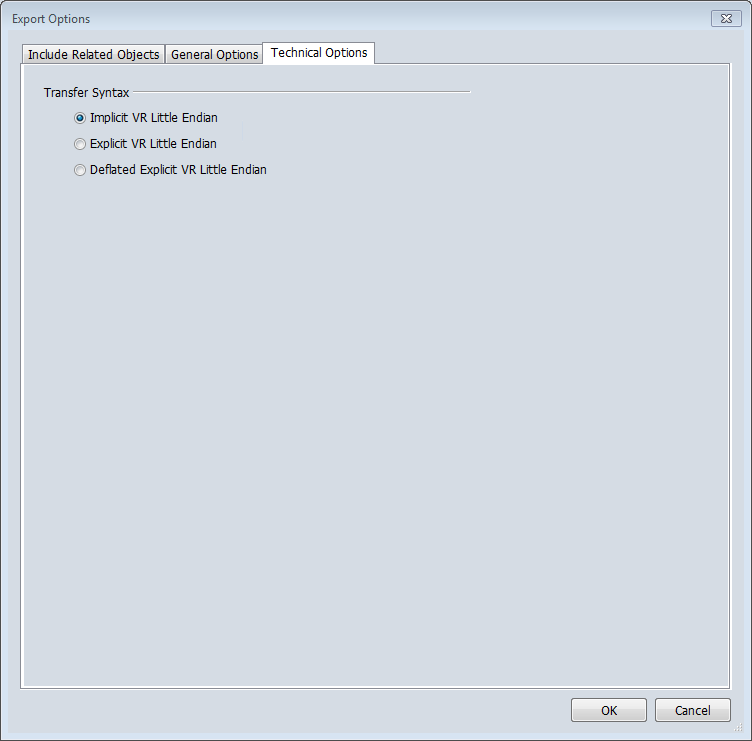 Export Options
Include Related Objects
General Options
Technical Options
Transfer Syntax
Implicit VR Little Endian
Explicit VR Little Endian
Deflated Explicit VR Little Endian
OK
Cancel